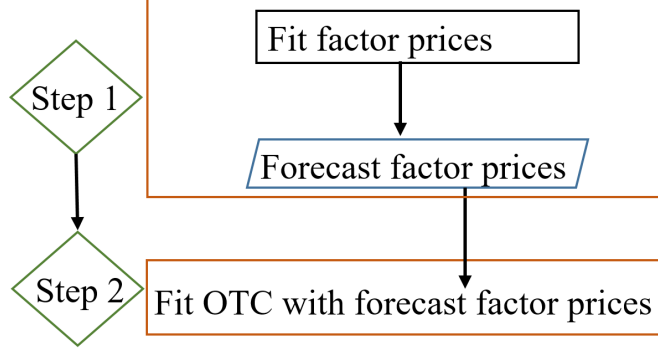 Fit factor prices
Step 1
Forecast factor prices
Step 2
Fit OTC with forecast factor prices